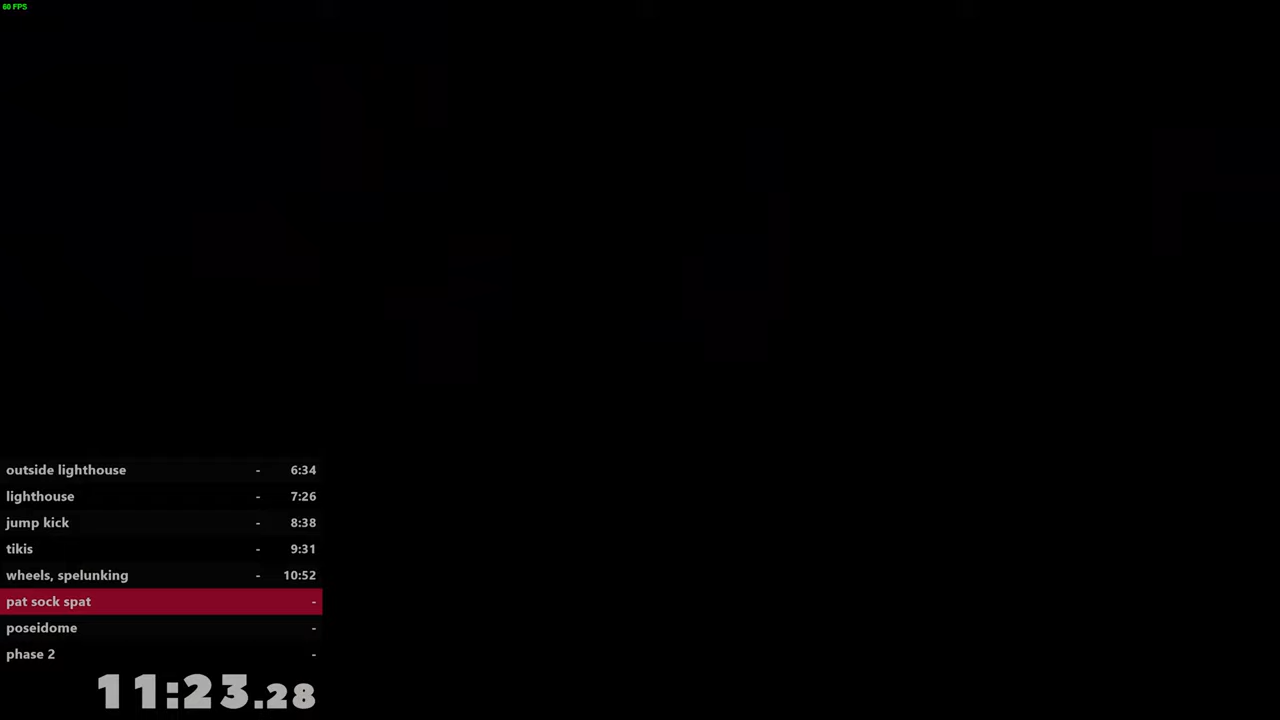 60 FPS
outside lighthouse - 6:34
lighthouse - 7:26
jump kick - 8:38
tikis - 9:31
wheels, spelunking - 10:52
pat sock spat -
poseidome -
phase 2 -
11:23.28